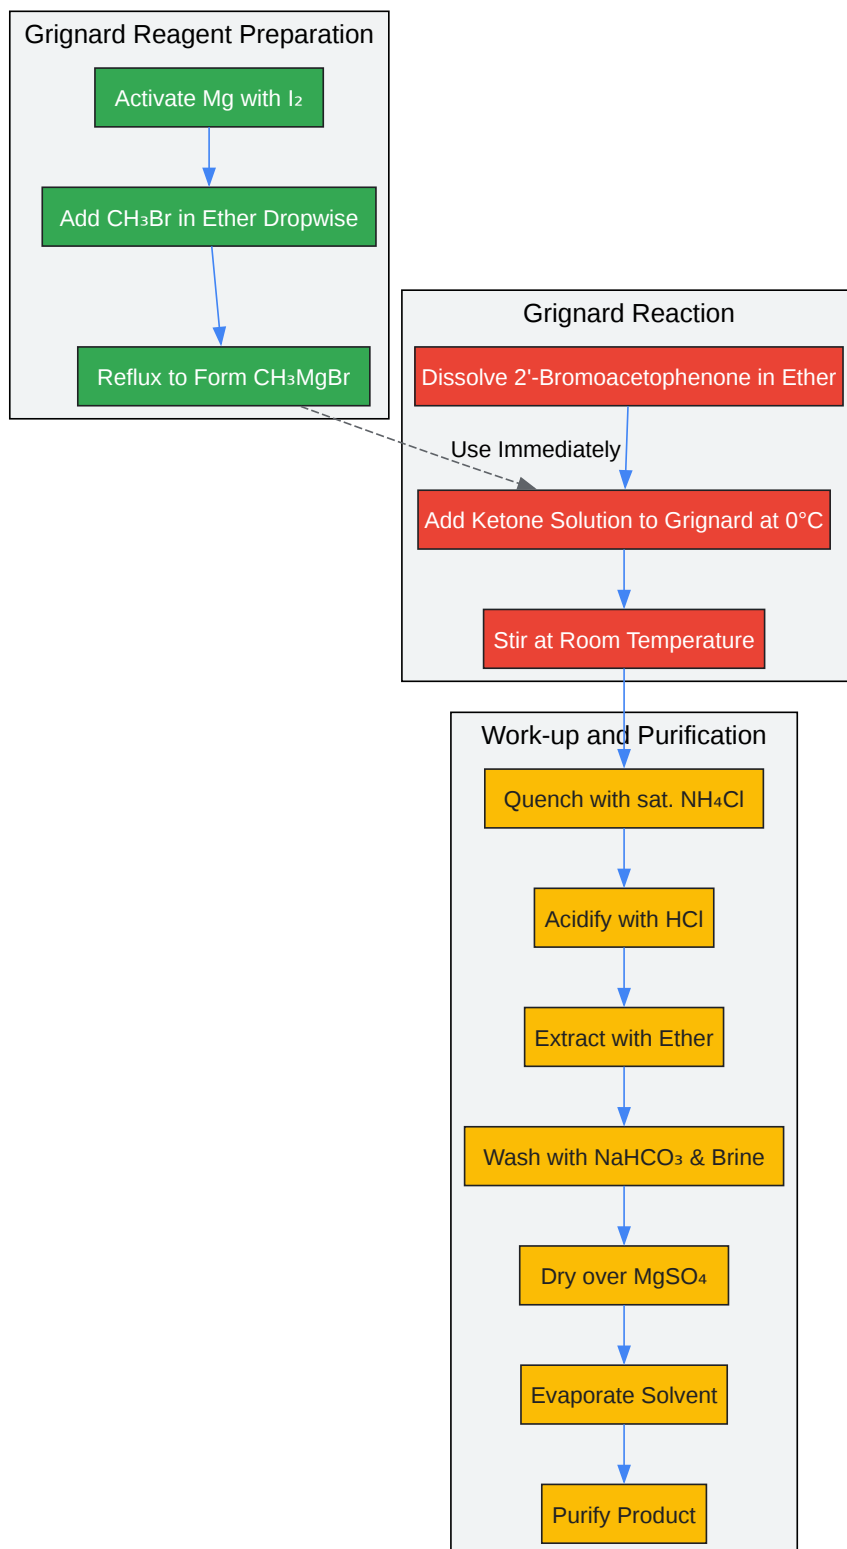 Grignard Reagent Preparation
Activate Mg with I₂
Add CH₃Br in Ether Dropwise
Reflux to Form CH₃MgBr
Grignard Reaction
Dissolve 2'-Bromoacetophenone in Ether
Use Immediately
Add Ketone Solution to Grignard at 0°C
Stir at Room Temperature
Work-up and Purification
Quench with sat. NH₄Cl
Acidify with HCl
Extract with Ether
Wash with NaHCO₃ & Brine
Dry over MgSO₄
Evaporate Solvent
Purify Product